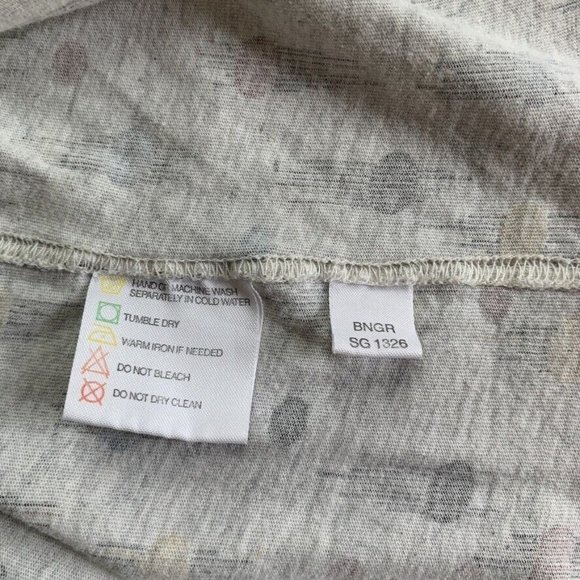 HAND OR MACHINE WASH
SEPARATELY IN COLD WATER
TUMBLE DRY
WARM IRON IF NEEDED
DO NOT BLEACH
DO NOT DRY CLEAN
BNGR
SG 1326